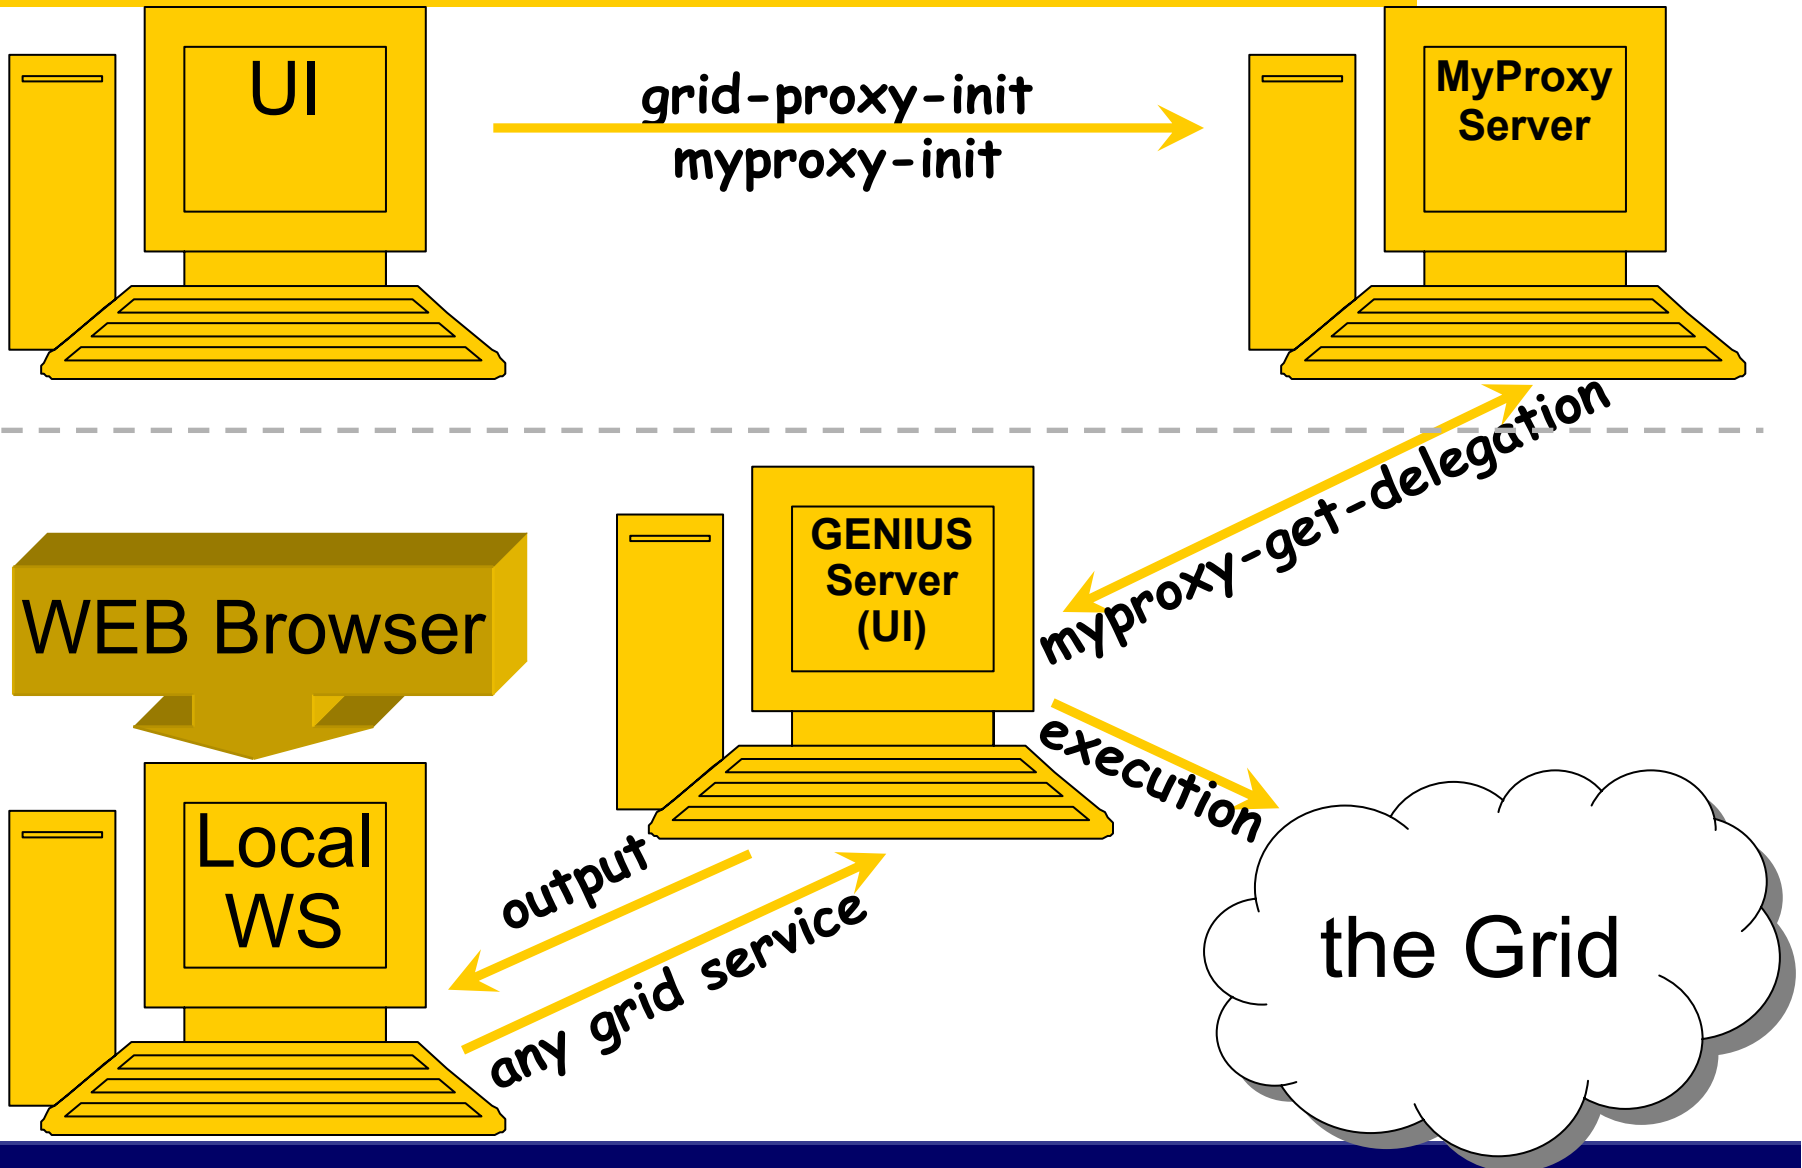 UI
grid-proxy-init
myproxy-init
MyProxy
Server
myproxy-get-delegation
GENIUS
Server
(UI)
WEB Browser
execution
Local
WS
output
any grid service
the Grid